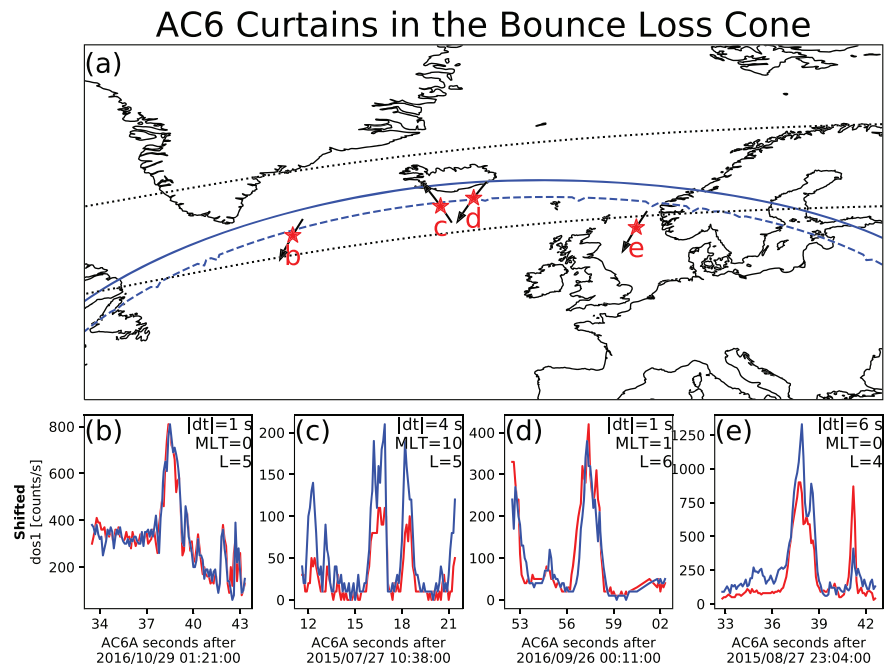 AC6 Curtains in the Bounce Loss Cone
(a)
b
c
d
e
(b)
|dt|=1 s
MLT=0
L=5
800
600
400
200
33
37
40
43
Shifted
dos1 [counts/s]
AC6A seconds after
2016/10/29 01:21:00
(c)
|dt|=4 s
MLT=10
L=5
200
150
100
50
0
12
15
18
21
AC6A seconds after
2015/07/27 10:38:00
(d)
|dt|=1 s
MLT=1
L=6
400
300
200
100
0
53
56
59
02
AC6A seconds after
2016/09/26 00:11:00
(e)
|dt|=6 s
MLT=0
L=4
1250
1000
750
500
250
0
33
36
39
42
AC6A seconds after
2015/08/27 23:04:00